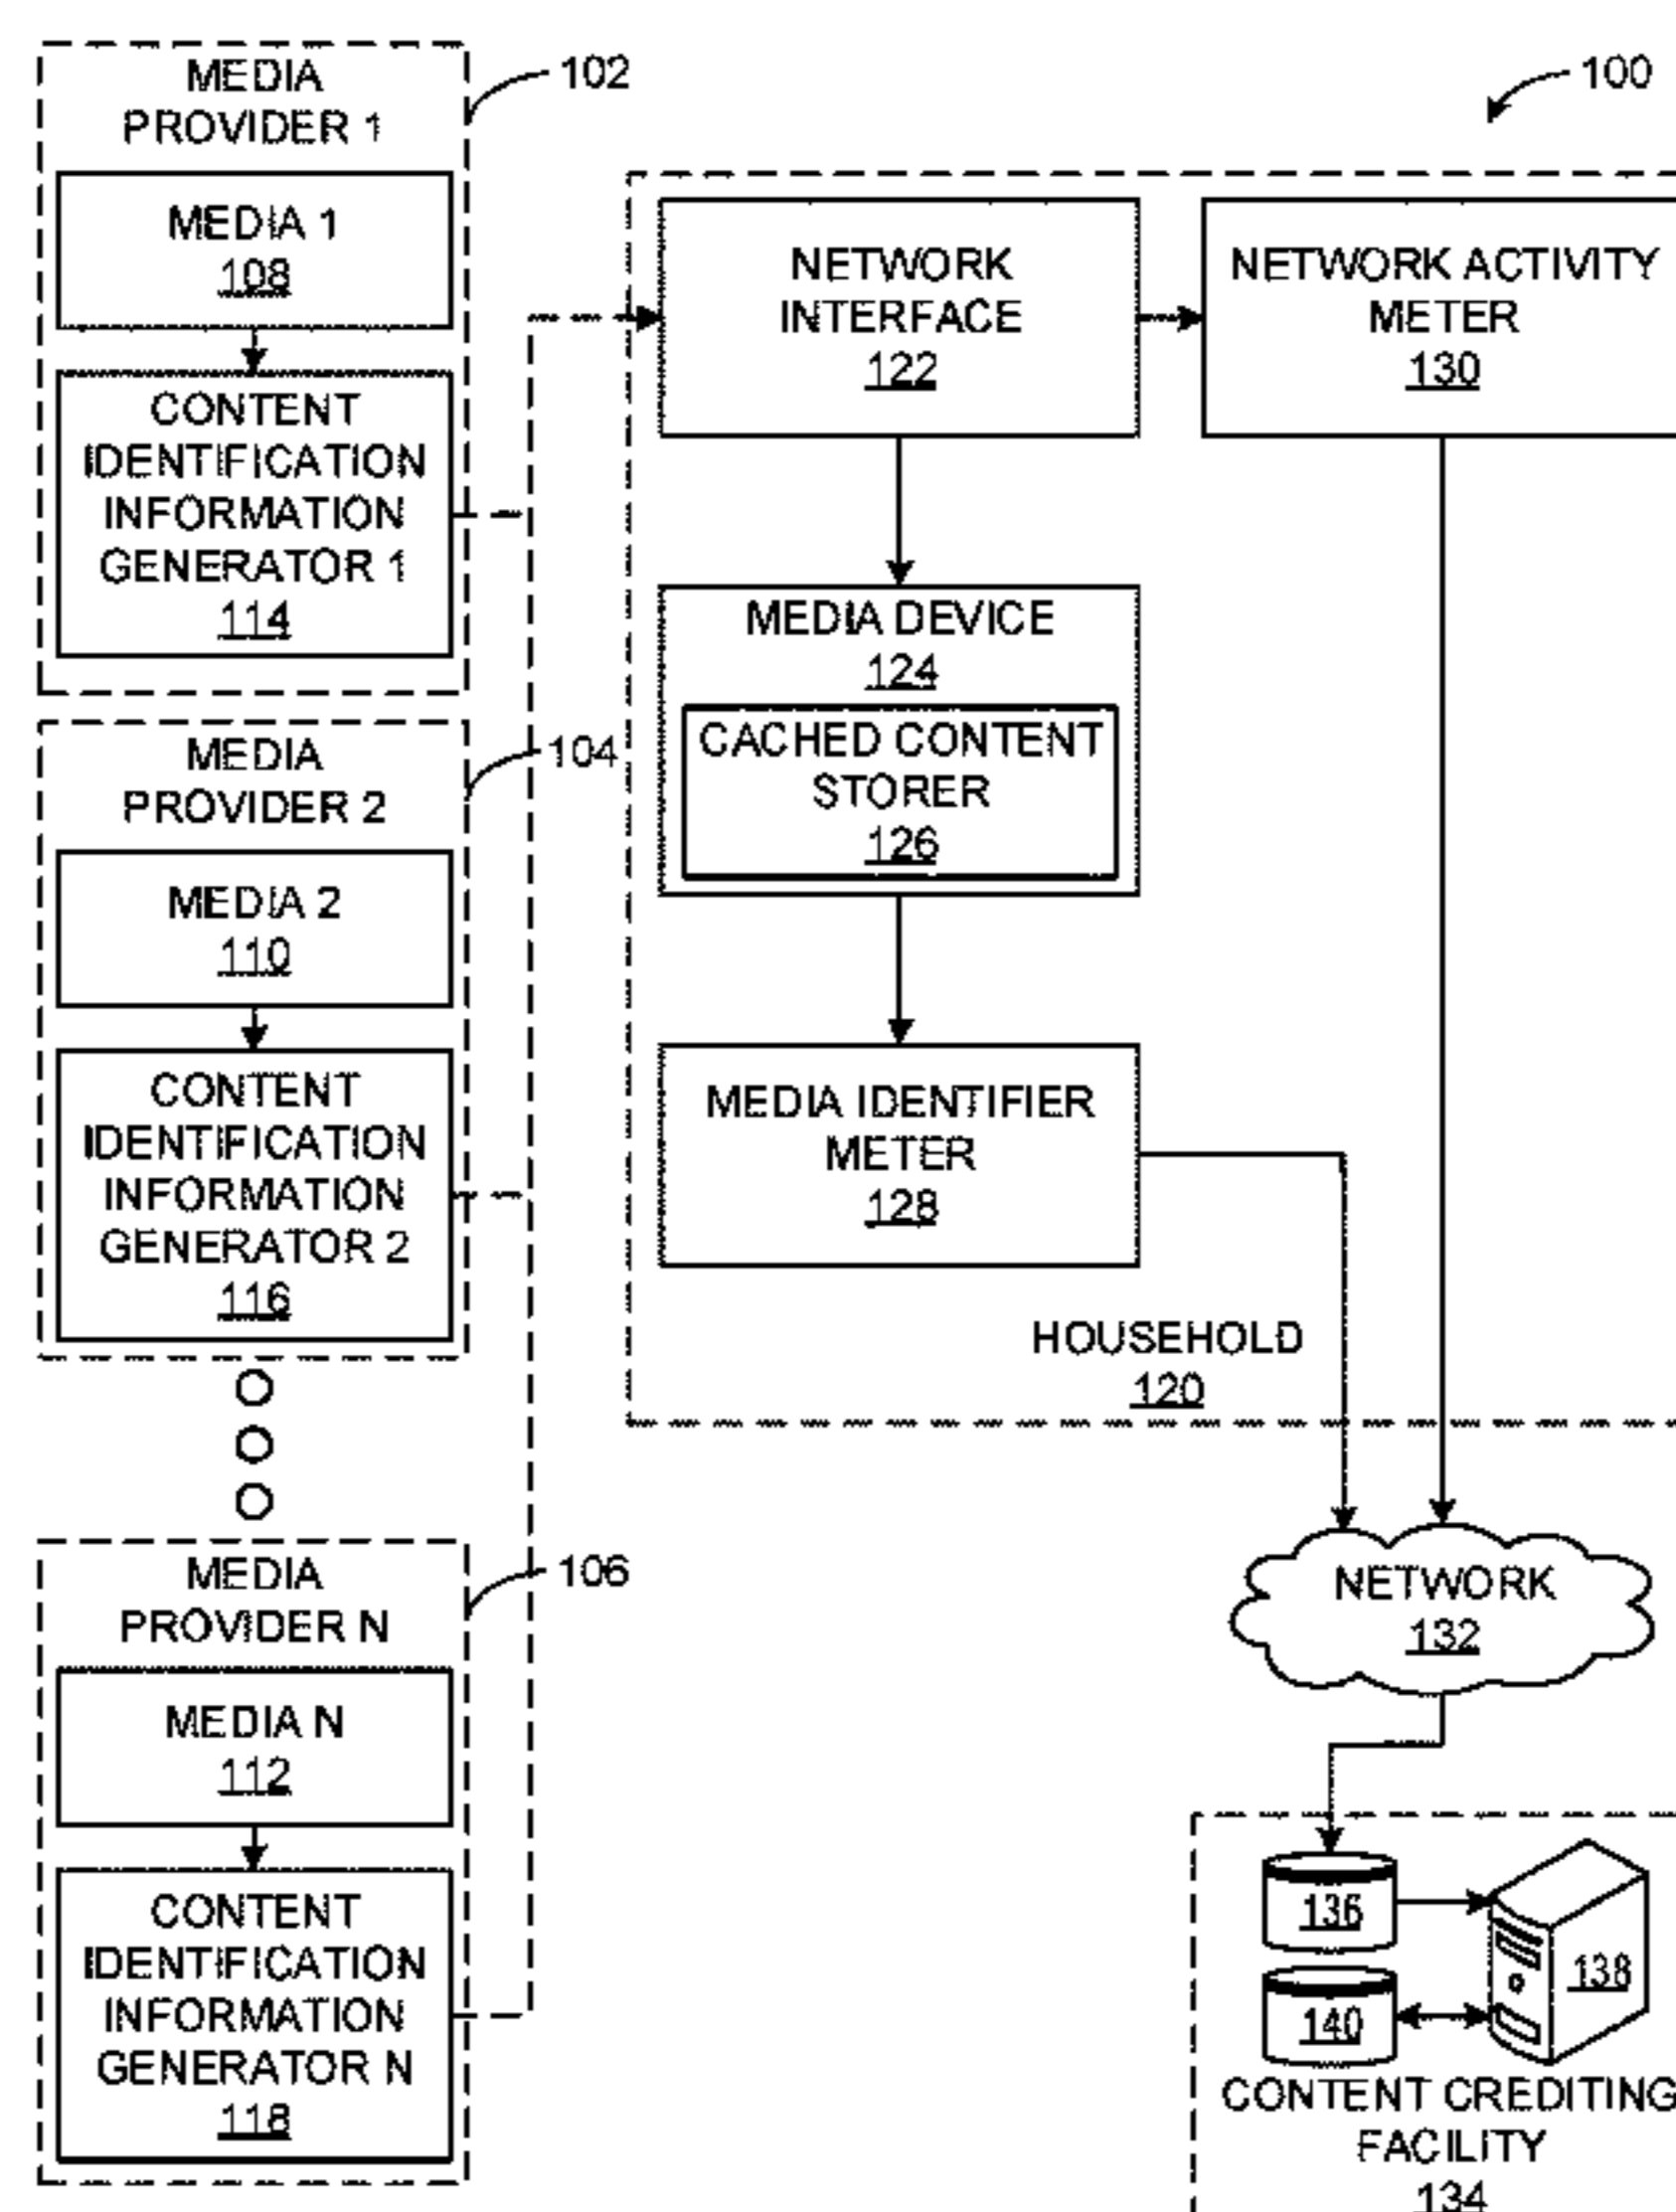 MEDIA
PROVIDER 1
102
MEDIA 1
108
CONTENT
IDENTIFICATION
INFORMATION
GENERATOR 1
114
MEDIA
PROVIDER 2
104
MEDIA 2
110
CONTENT
IDENTIFICATION
INFORMATION
GENERATOR 2
116
MEDIA
PROVIDER N
106
MEDIA N
112
CONTENT
IDENTIFICATION
INFORMATION
GENERATOR N
118
100
NETWORK
INTERFACE
122
NETWORK ACTIVITY
METER
130
MEDIA DEVICE
124
CACHED CONTENT
STORER
126
MEDIA IDENTIFIER
METER
128
HOUSEHOLD
120
NETWORK
132
136
138
140
CONTENT CREDITING
FACILITY
134